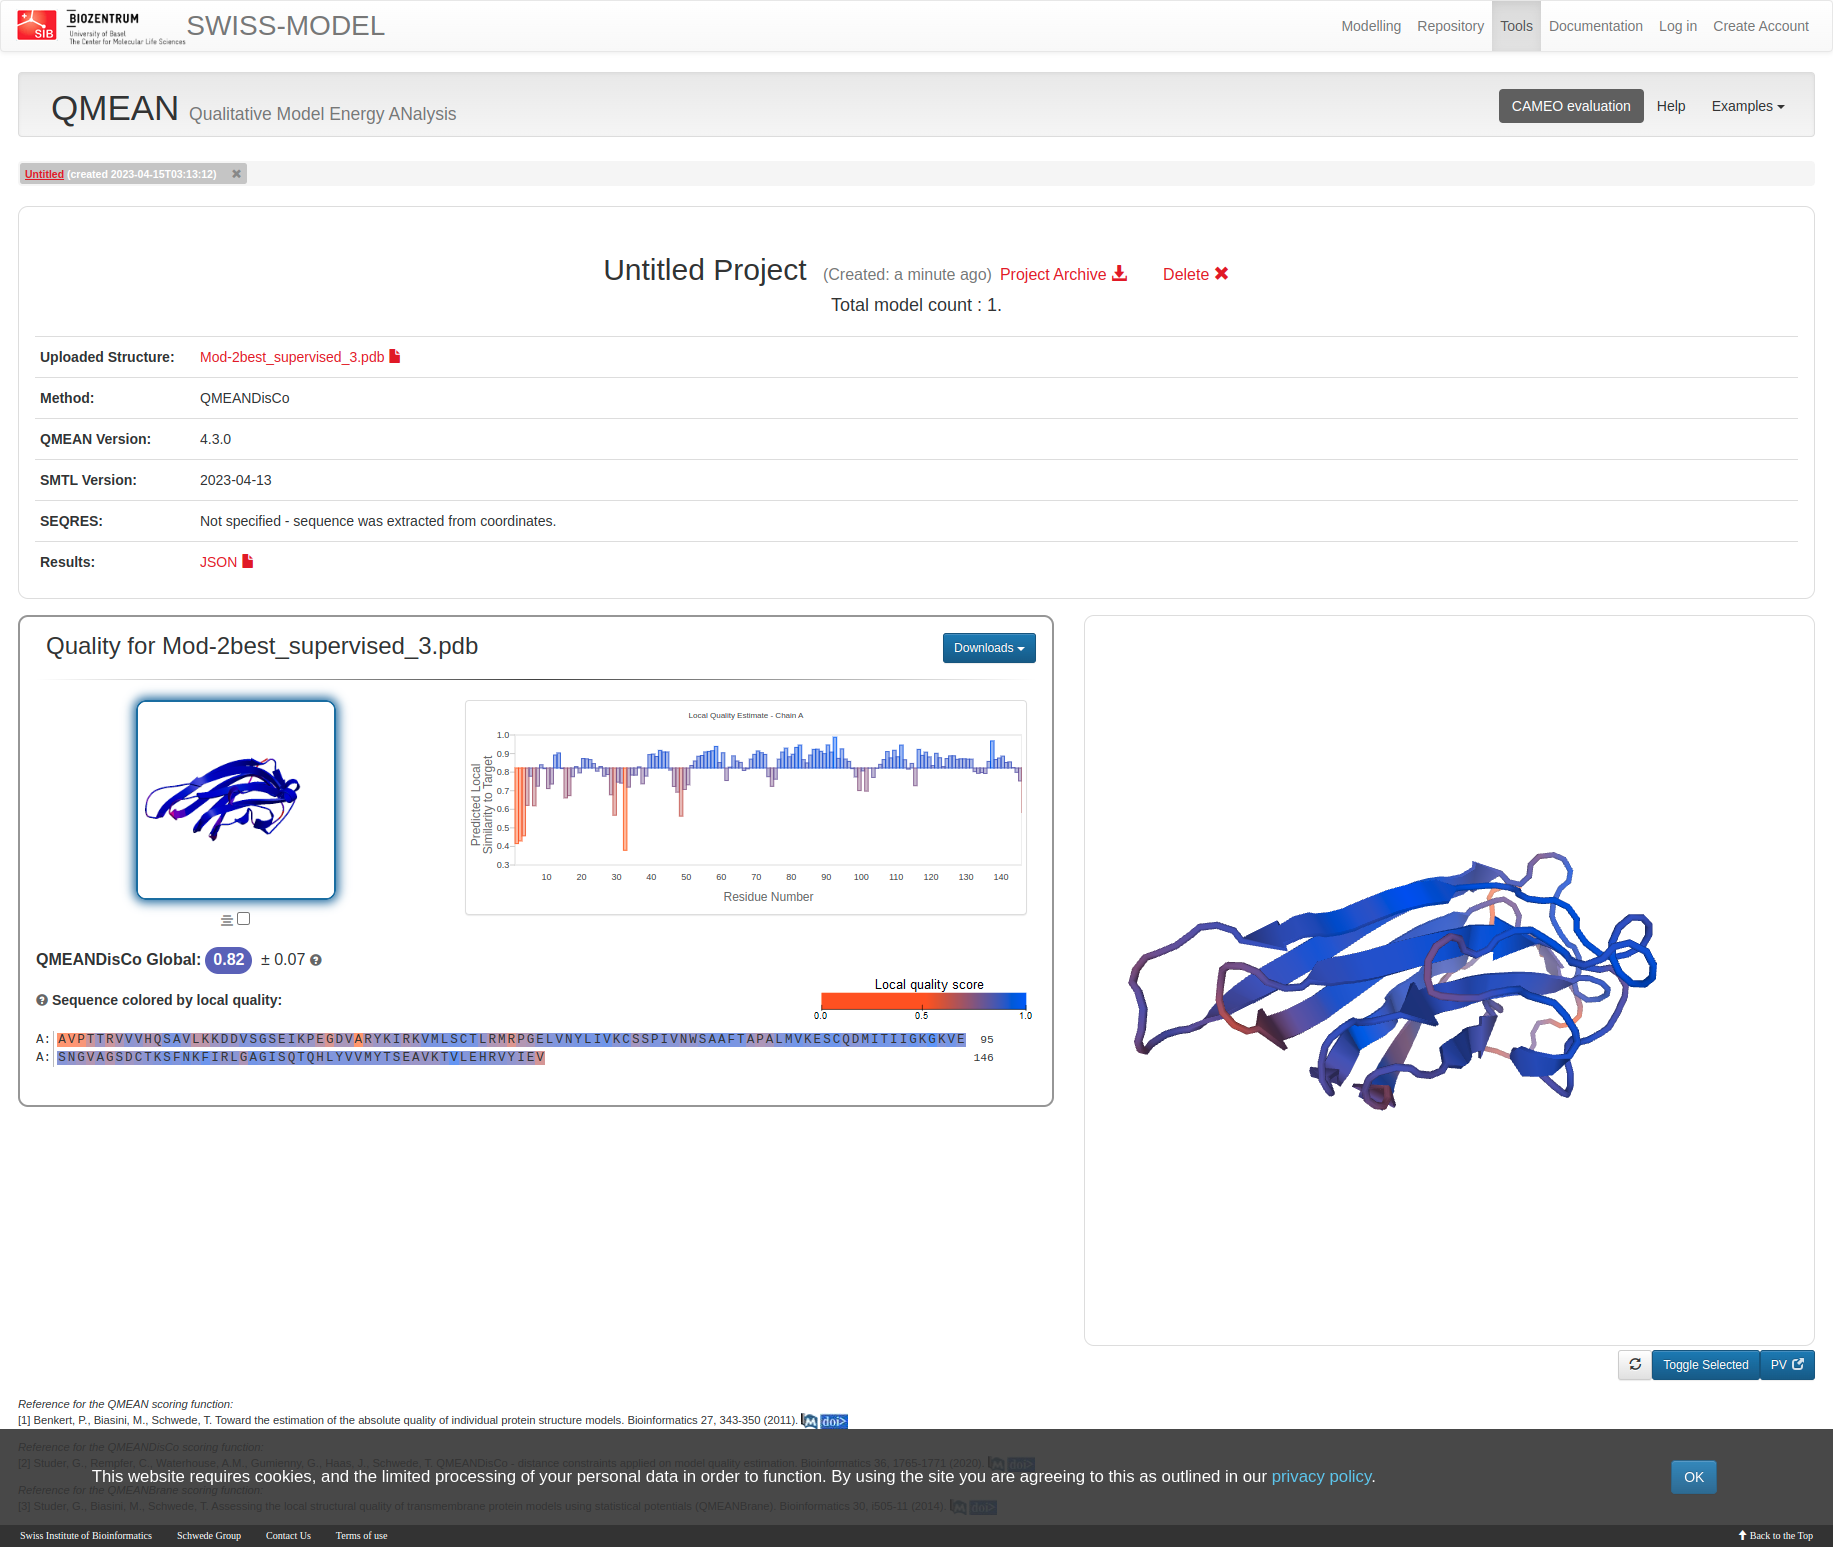 SIB
BIOZENTRUM
University of Basel
The Center for Molecular Life Sciences
SWISS-MODEL
Modelling Repository Tools Documentation Log in Create Account
QMEAN Qualitative Model Energy ANalysis
CAMEO evaluation Help Examples
Untitled (created 2023-04-15T03:13:12)
Untitled Project (Created: a minute ago) Project Archive Delete
Total model count : 1.
Uploaded Structure: Mod-2best_supervised_3.pdb
Method: QMEANDisCo
QMEAN Version: 4.3.0
SMTL Version: 2023-04-13
SEQRES: Not specified - sequence was extracted from coordinates.
Results: JSON
Quality for Mod-2best_supervised_3.pdb
Downloads
Local Quality Estimate - Chain A
Predicted Local
Similarity to Target
1.0
0.9
0.8
0.7
0.6
0.5
0.4
0.3
10 20 30 40 50 60 70 80 90 100 110 120 130 140
Residue Number
QMEANDisCo Global: 0.82 ± 0.07
Sequence colored by local quality:
Local quality score
0.0 0.5 1.0
A: AVPTTRVVVHQSAVLKKDDVSGSEIKPEGDVARYKIRKVMLSCTLRMRPGELVNYLIVKCSSPIVNWSAAFTAPALMVKESCQDMITIIGKGKVE 95
A: SNGVAGSDCTKSFNKFIRLGAGISQTQHLYVVMYTSEAVKTVLEHRVYIEV 146
Toggle Selected
PV
Reference for the QMEAN scoring function:
[1] Benkert, P., Biasini, M., Schwede, T. Toward the estimation of the absolute quality of individual protein structure models. Bioinformatics 27, 343-350 (2011). M doi>
Reference for the QMEANDisCo scoring function:
[2] Studer, G., Rempfer, C., Waterhouse, A.M., Gumienny, G., Haas, J., Schwede, T. QMEANDisCo - distance constraints applied on model quality estimation. Bioinformatics 36, 1765-1771 (2020). M doi>
This website requires cookies, and the limited processing of your personal data in order to function. By using the site you are agreeing to this as outlined in our privacy policy.
OK
Reference for the QMEANBrane scoring function:
[3] Studer, G., Biasini, M., Schwede, T. Assessing the local structural quality of transmembrane protein models using statistical potentials (QMEANBrane). Bioinformatics 30, i505-11 (2014). M doi>
Swiss Institute of Bioinformatics Schwede Group Contact Us Terms of use
Back to the Top